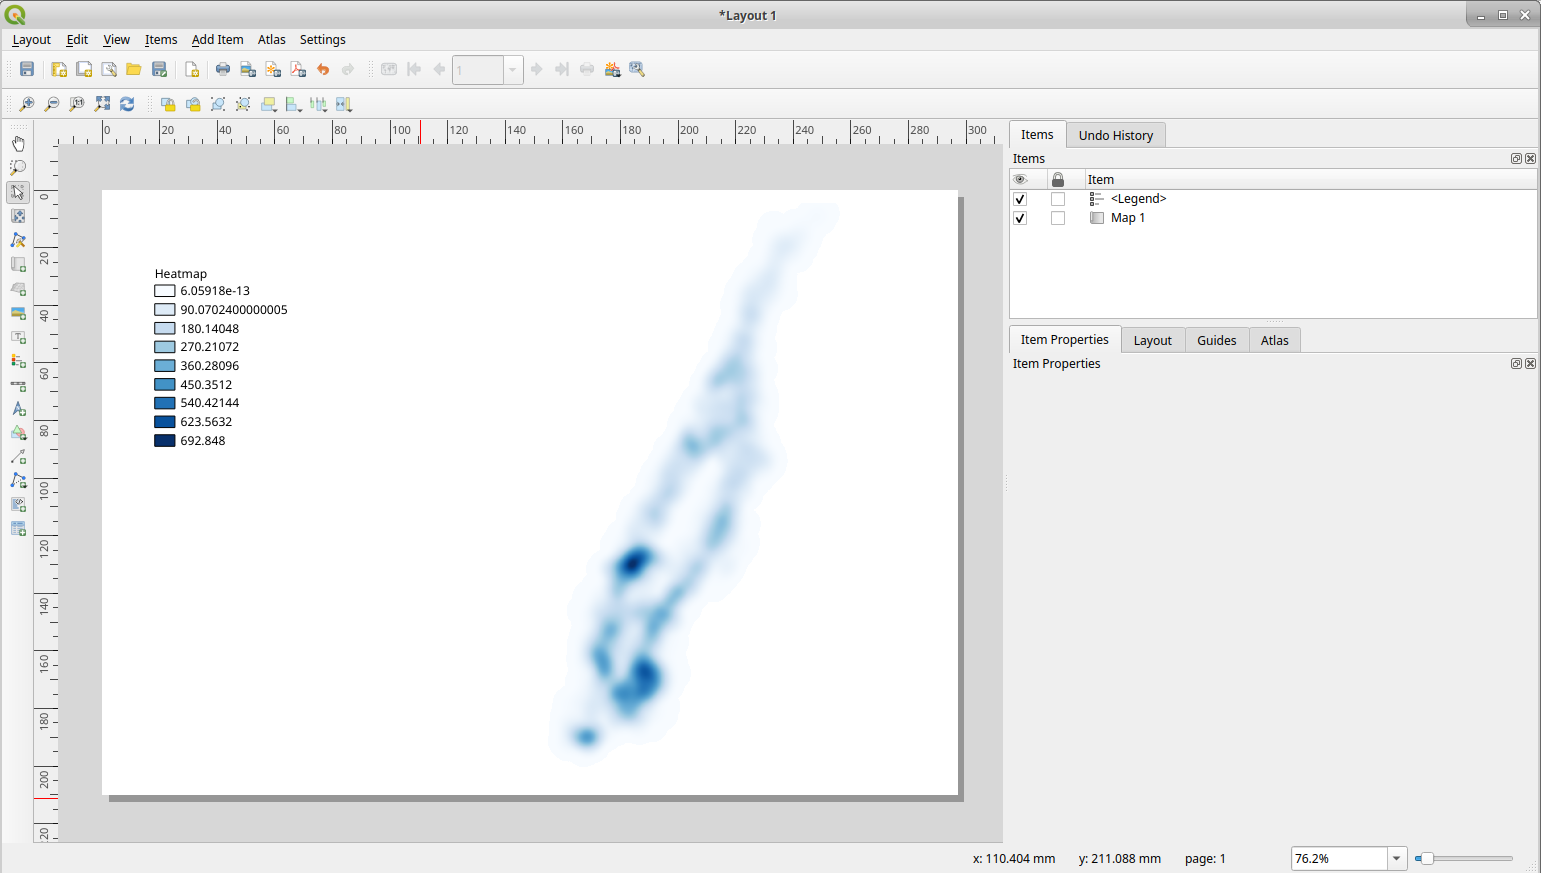 *Layout 1
Layout Edit View Items Add Item Atlas Settings
1
0 20 40 60 80 100 120 140 160 180 200 220 240 260 280 300
0
20
40
60
80
100
120
140
160
180
200
20
Heatmap
6.05918e-13
90.0702400000005
180.14048
270.21072
360.28096
450.3512
540.42144
623.5632
692.848
Items Undo History
Items
Item
<Legend>
Map 1
Item Properties Layout Guides Atlas
Item Properties
x: 110.404 mm y: 211.088 mm page: 1 76.2%